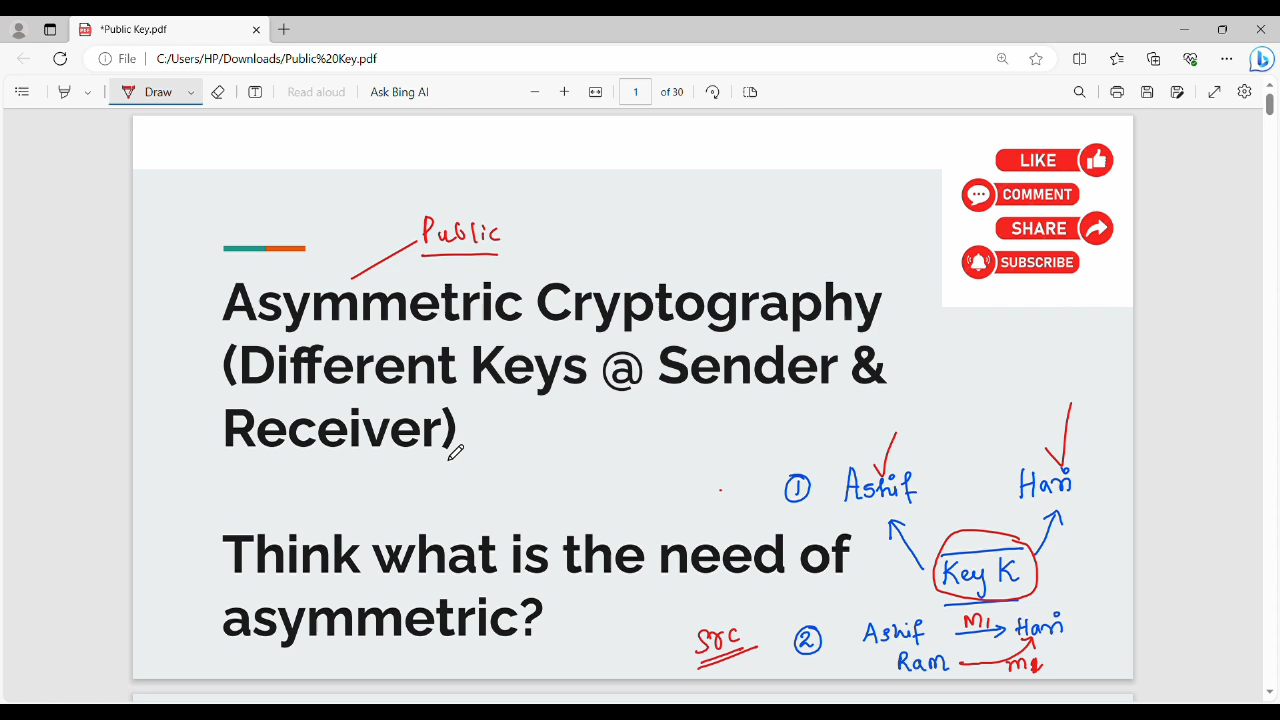 *Public Key.pdf
File C:/Users/HP/Downloads/Public%20Key.pdf
Draw Read aloud Ask Bing AI 1 of 30
LIKE
COMMENT
SHARE
SUBSCRIBE
Public
Asymmetric Cryptography
(Different Keys @ Sender &
Receiver)
① Ashif Hari
Think what is the need of
asymmetric?
Key K
src ② Ashif M1 Hari
Ram